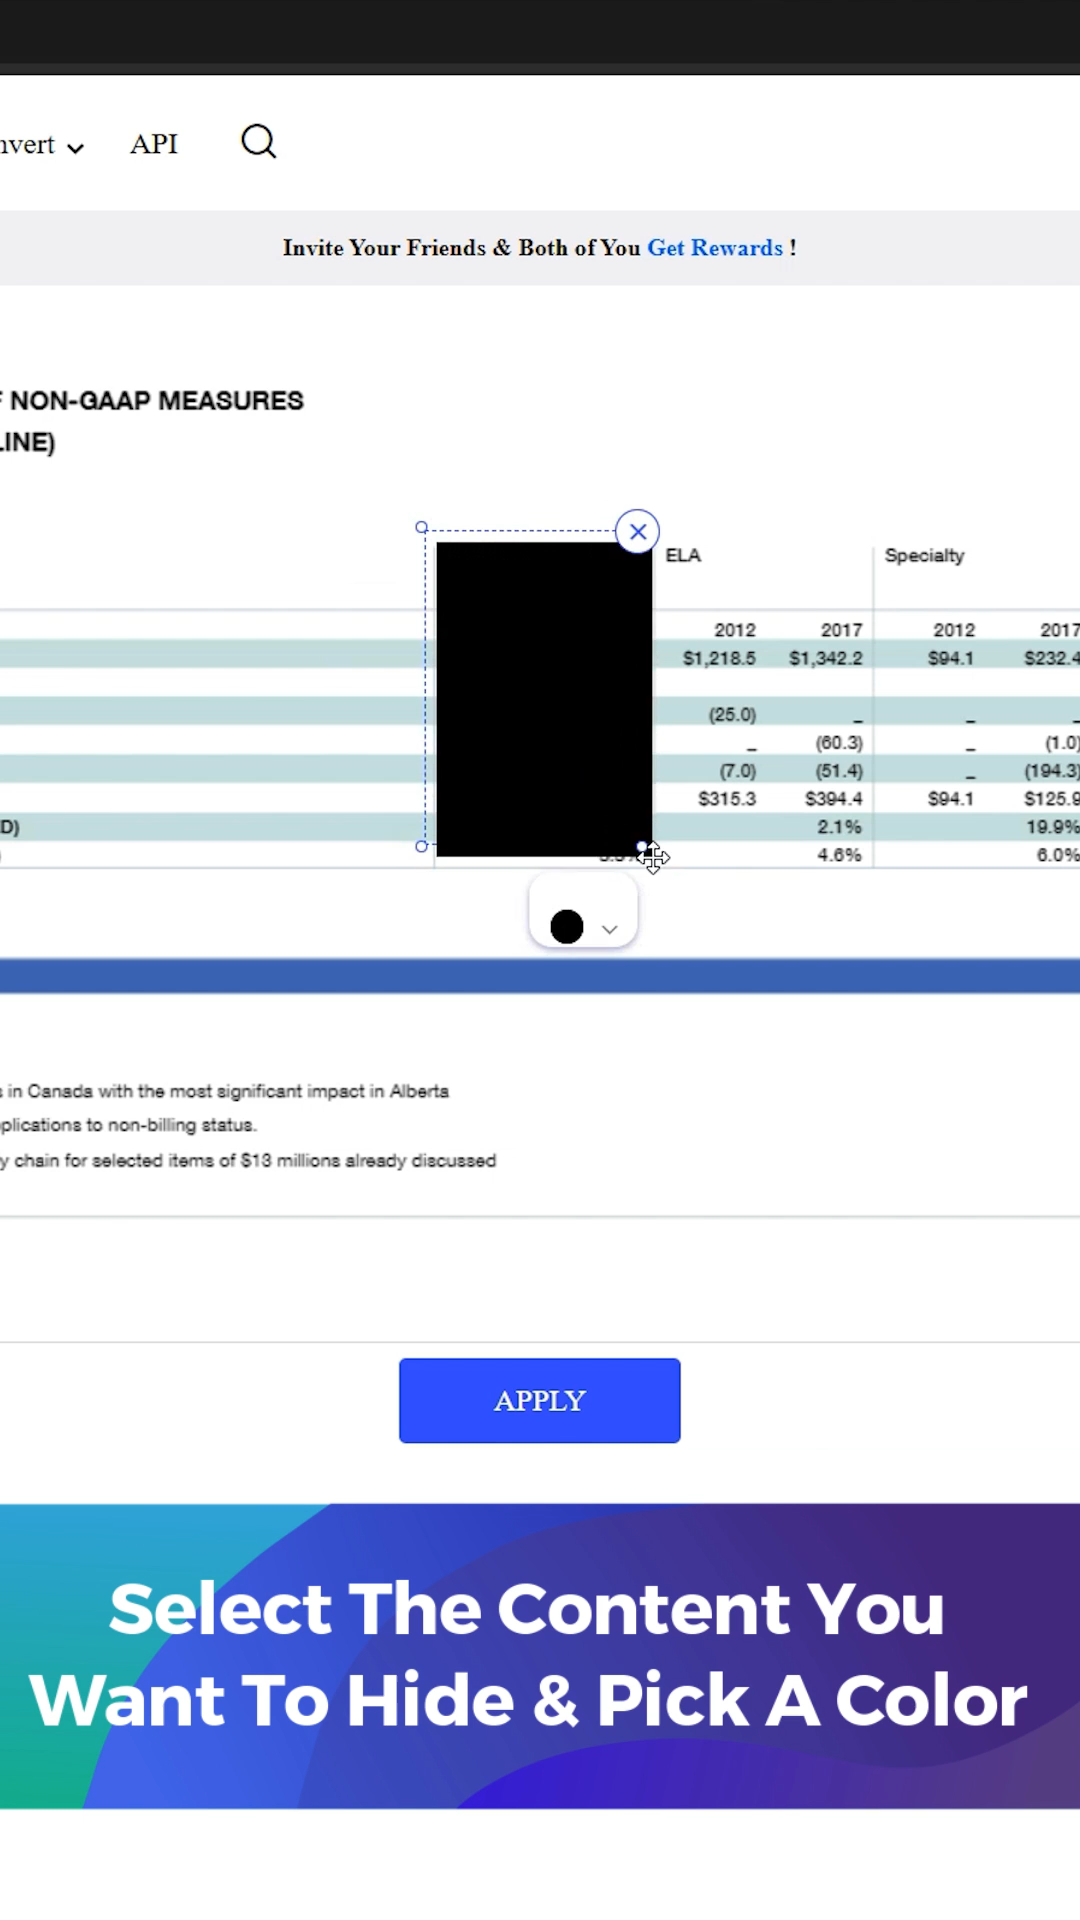 nvert API
Invite Your Friends & Both of You Get Rewards !
F NON-GAAP MEASURES
LINE)
ELA Specialty
2012 2017 2012 2017
$1,218.5 $1,342.2 $94.1 $232.4
(25.0) – – –
– (60.3) – (1.0)
(7.0) (51.4) – (194.3)
$315.3 $394.4 $94.1 $125.9
D) 2.1% 19.9%
) 4.6% 6.0%
s in Canada with the most significant impact in Alberta
plications to non-billing status.
y chain for selected items of $13 millions already discussed
APPLY
Select The Content You
Want To Hide & Pick A Color